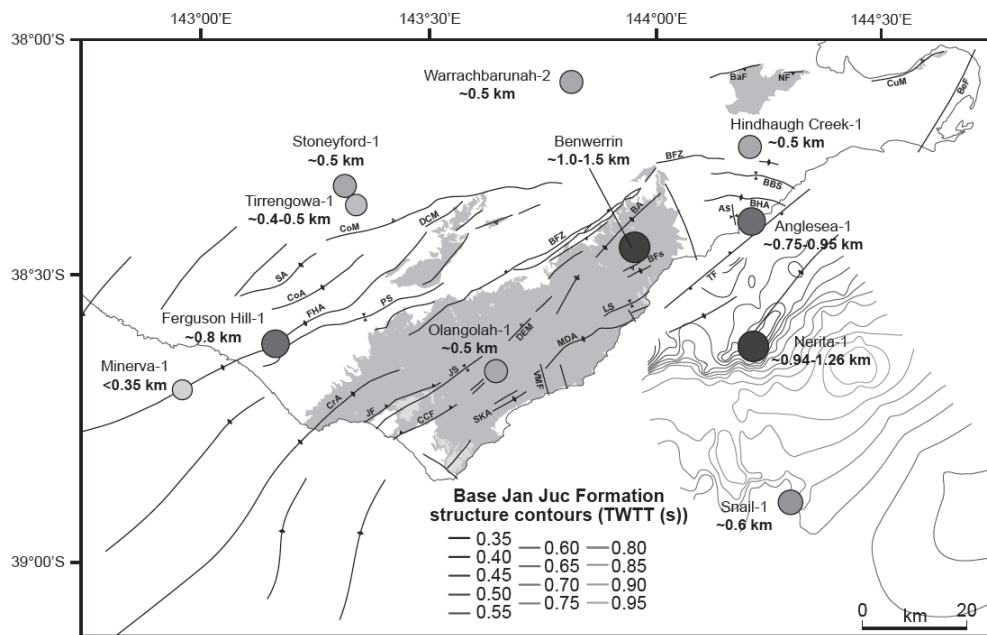 143°00'E 143°30'E 144°00'E 144°30'E
38°00'S
38°30'S
39°00'S
Warrachbarunah-2
~0.5 km
BaF
NF
CuM
BeF
Stoneyford-1
~0.5 km
Benwerrin
~1.0-1.5 km
Hindhaugh Creek-1
~0.5 km
BFZ
BBS
Tirrengowa-1
~0.4-0.5 km
CoM
DCM
BA
BHA
AS
Anglesea-1
~0.75-0.95 km
BFZ
BFs
SA
TF
CoA
FHA
PS
LS
Ferguson Hill-1
~0.8 km
Olangolah-1
~0.5 km
DEM
MDA
Nerita-1
~0.94-1.26 km
Minerva-1
<0.35 km
JS
VMF
CrA
JF
CCF
SKA
Snail-1
~0.6 km
Base Jan Juc Formation
structure contours (TWTT (s))
0.35
0.40
0.45
0.50
0.55
0.60
0.65
0.70
0.75
0.80
0.85
0.90
0.95
0 km 20